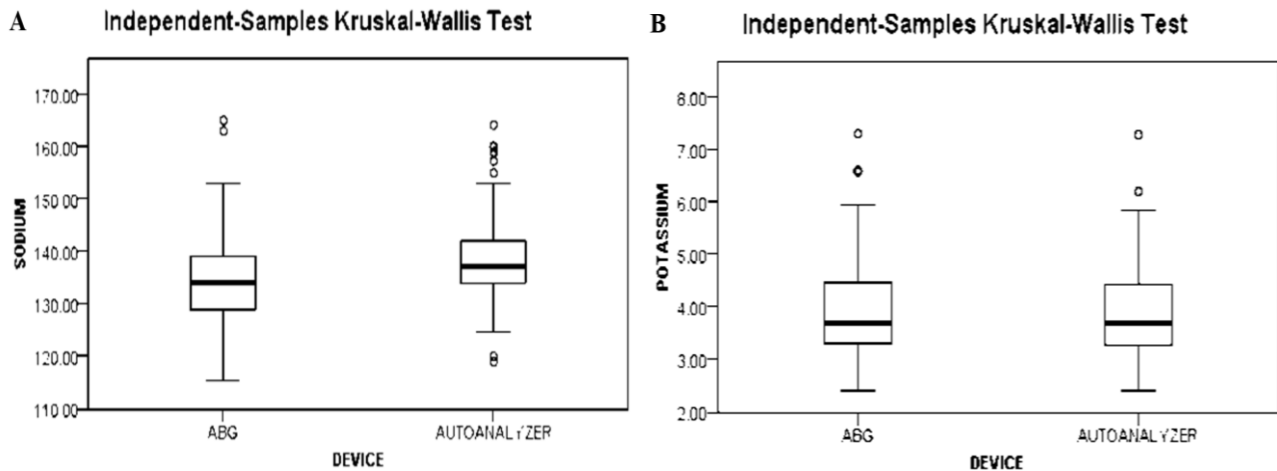 A
Independent-Samples Kruskal-Wallis Test
170.00
160.00
150.00
140.00
130.00
120.00
110.00
SODIUM
ABG
AUTOANALYZER
DEVICE
B
Independent-Samples Kruskal-Wallis Test
8.00
7.00
6.00
5.00
4.00
3.00
2.00
POTASSIUM
ABG
AUTOANALYZER
DEVICE